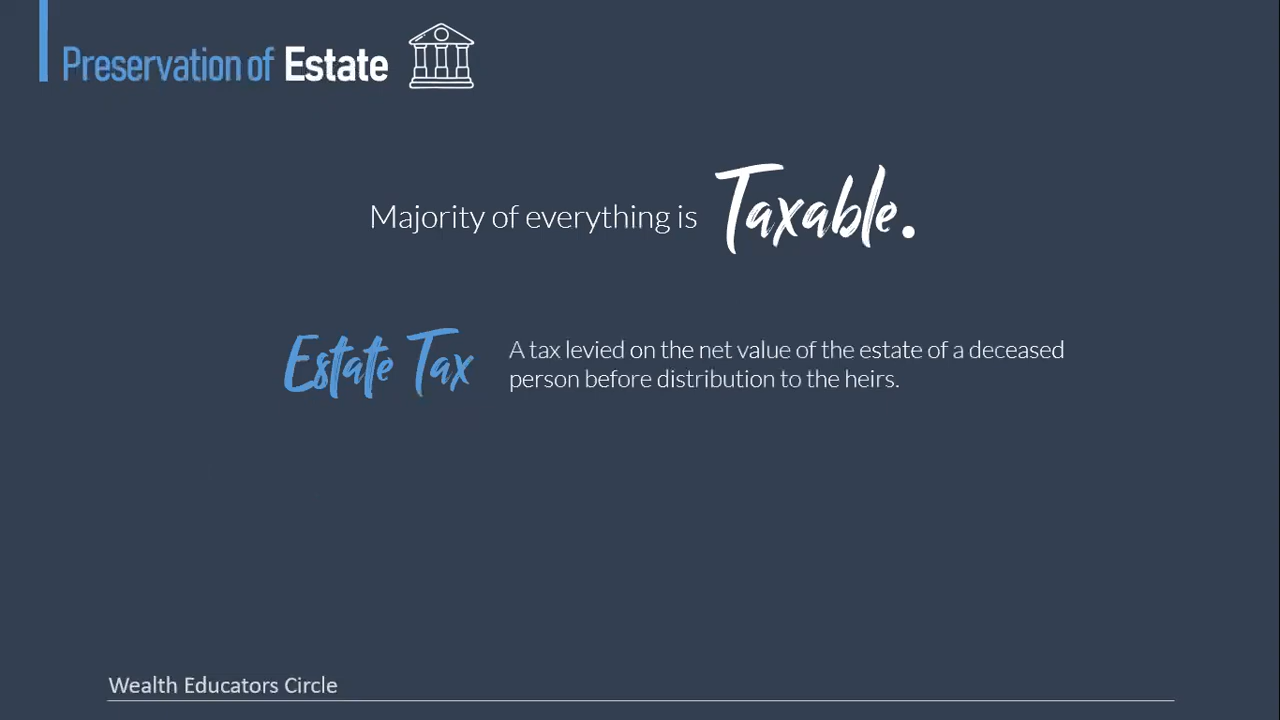 Preservation of Estate
Majority of everything is Taxable.
Estate Tax
A tax levied on the net value of the estate of a deceased
person before distribution to the heirs.
Wealth Educators Circle